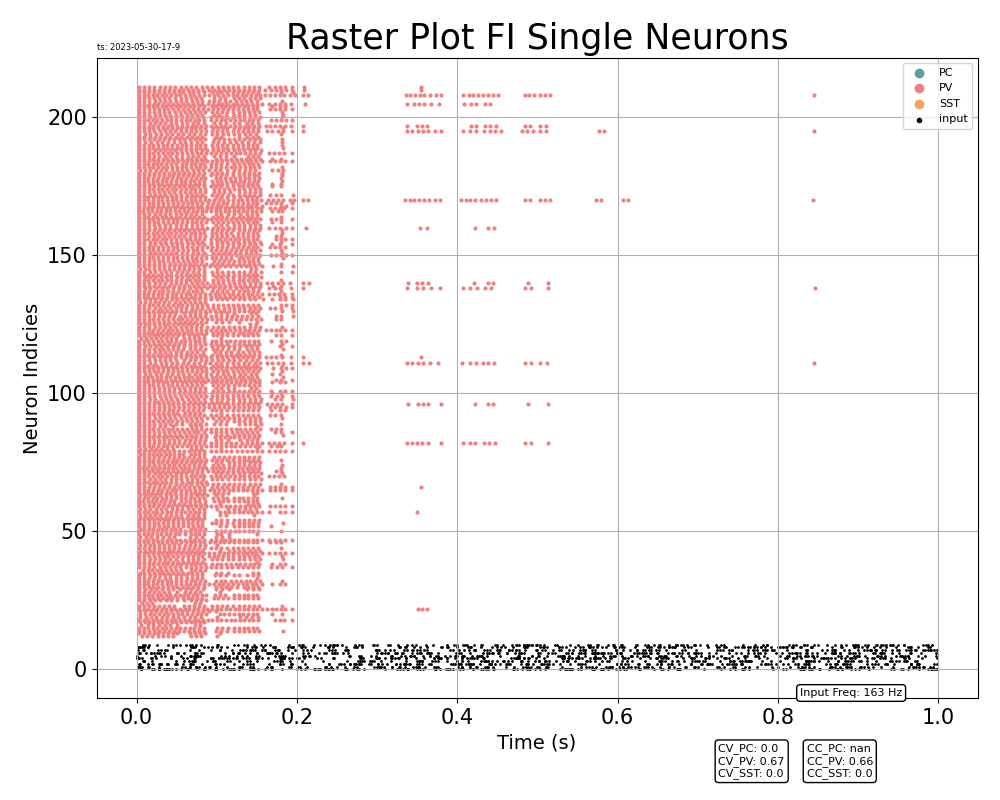 Raster Plot FI Single Neurons
ts: 2023-05-30-17-9
PC
PV
SST
input
200
150
100
50
0
Neuron Indicies
0.0 0.2 0.4 0.6 0.8 1.0
Input Freq: 163 Hz
Time (s)
CV_PC: 0.0
CV_PV: 0.67
CV_SST: 0.0
CC_PC: nan
CC_PV: 0.66
CC_SST: 0.0